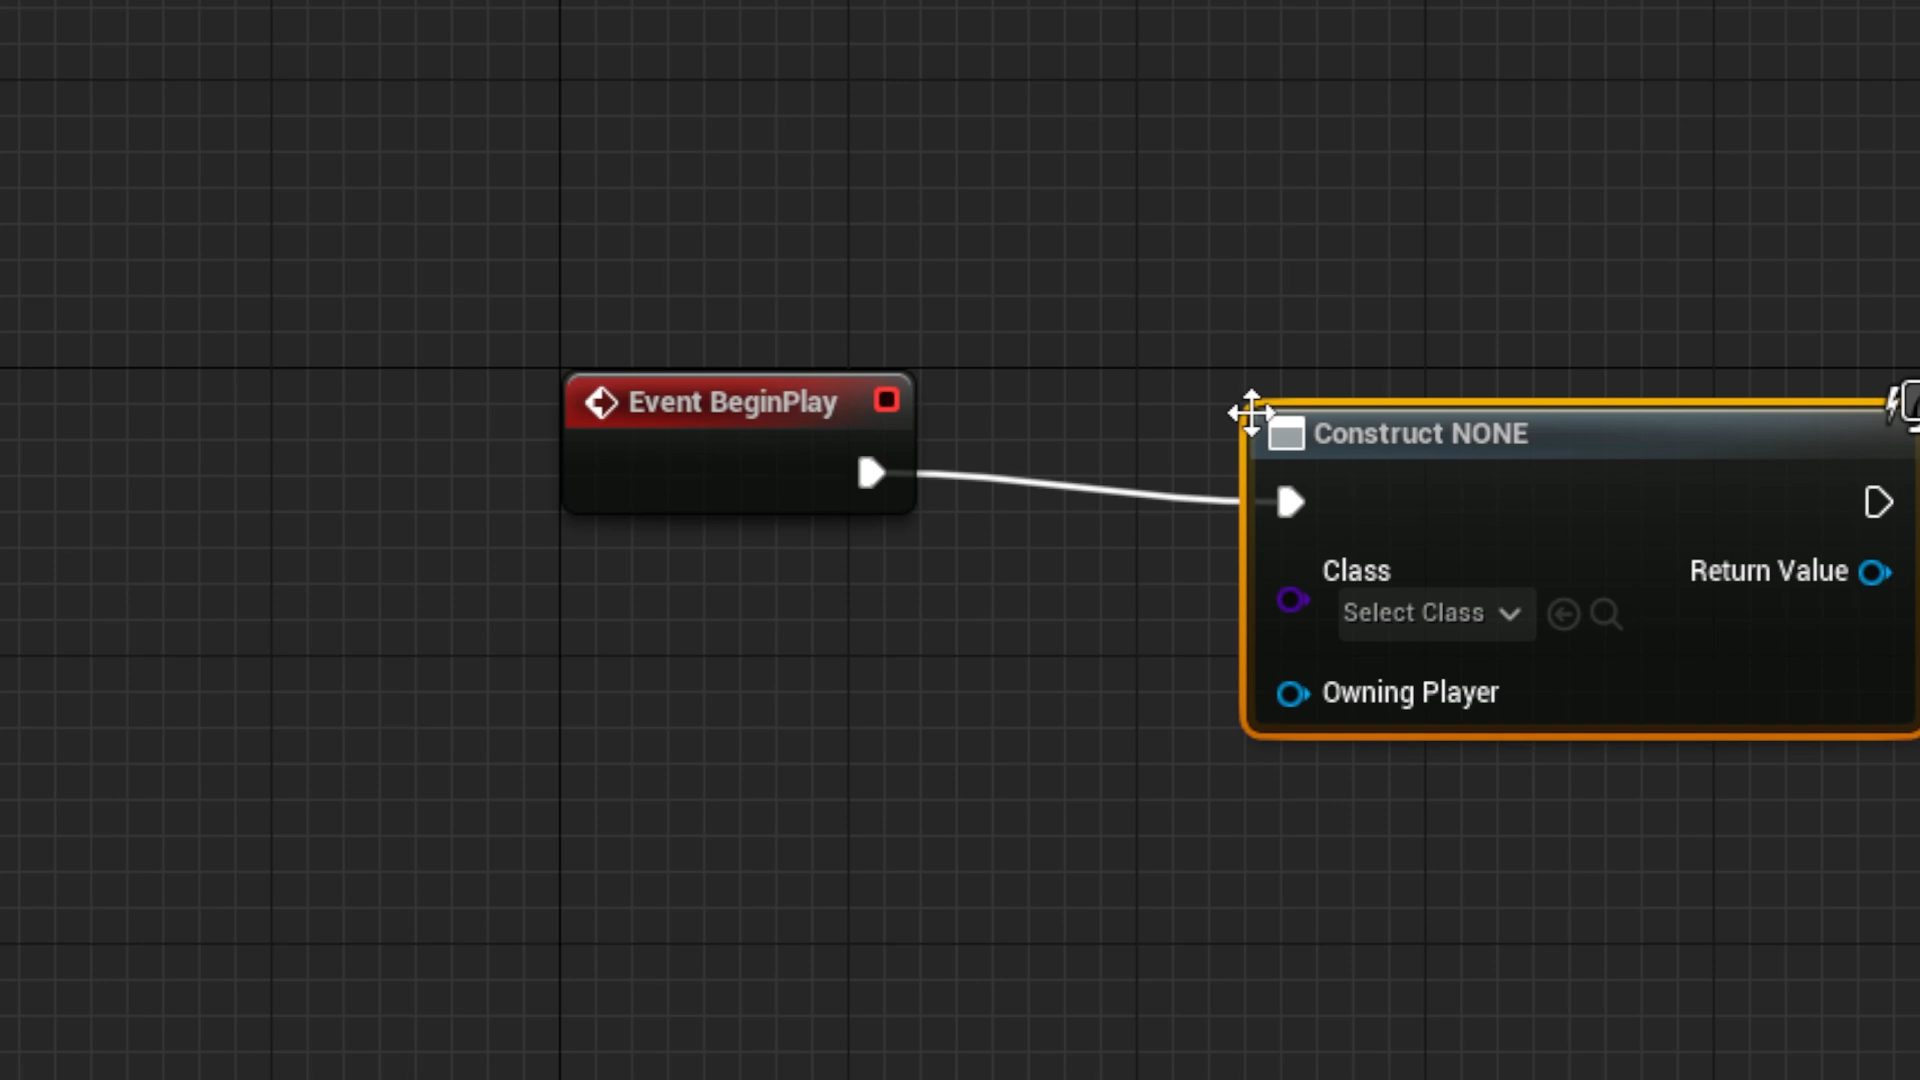 Event BeginPlay
Construct NONE
Class
Return Value
Select Class
Owning Player